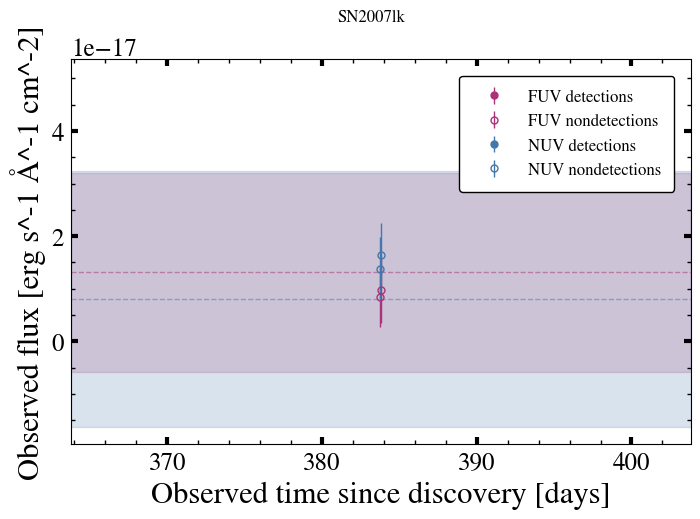 SN2007lk
1e−17
FUV detections
FUV nondetections
NUV detections
NUV nondetections
4
2
0
370
380
390
400
Observed time since discovery [days]
Observed flux [erg s^-1 Å^-1 cm^-2]